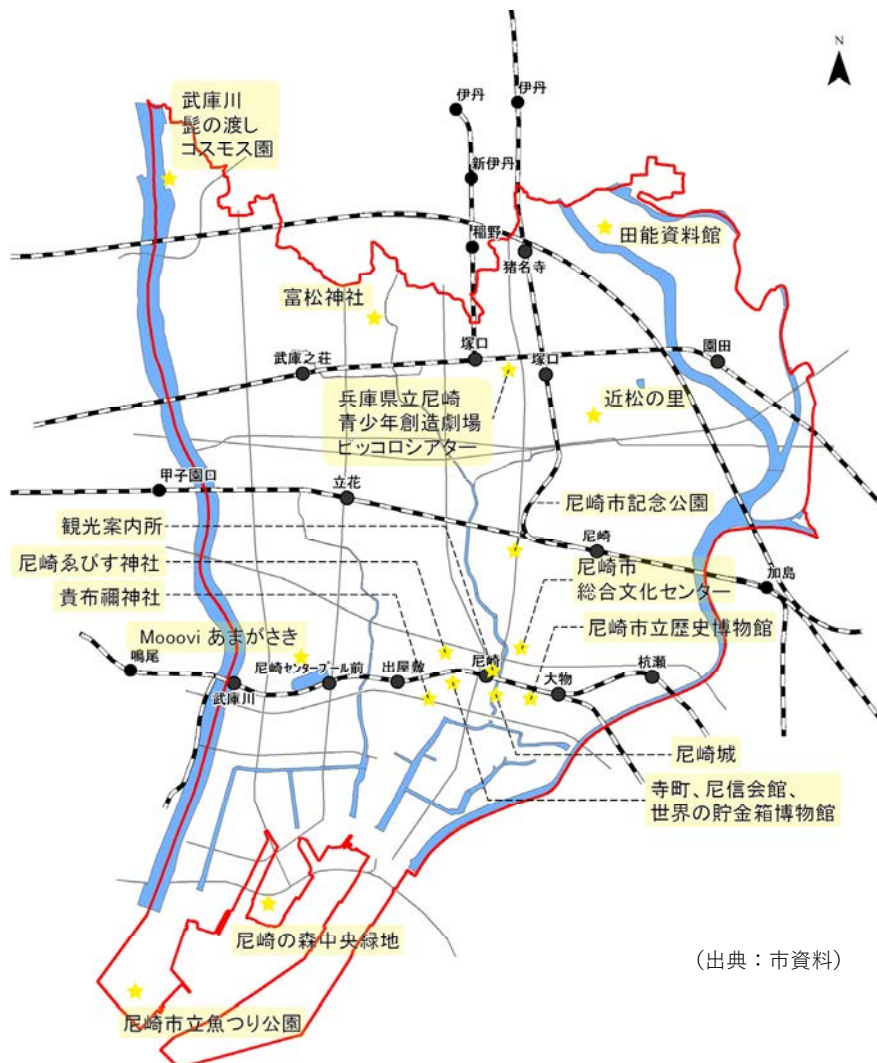 N
武庫川
髭の渡し
コスモス園
伊丹
伊丹
新伊丹
稲野
猪名寺
田能資料館
富松神社
塚口
園田
武庫之荘
塚口
兵庫県立尼崎
青少年創造劇場
ピッコロシアター
近松の里
甲子園口
立花
尼崎市記念公園
観光案内所
尼崎
尼崎ゑびす神社
尼崎市
総合文化センター
加島
貴布禰神社
尼崎市立歴史博物館
Mooovi あまがさき
鳴尾
尼崎センタープール前
出屋敷
尼崎
大物
杭瀬
武庫川
尼崎城
寺町、尼信会館、
世界の貯金箱博物館
尼崎の森中央緑地
（出典：市資料）
尼崎市立魚つり公園